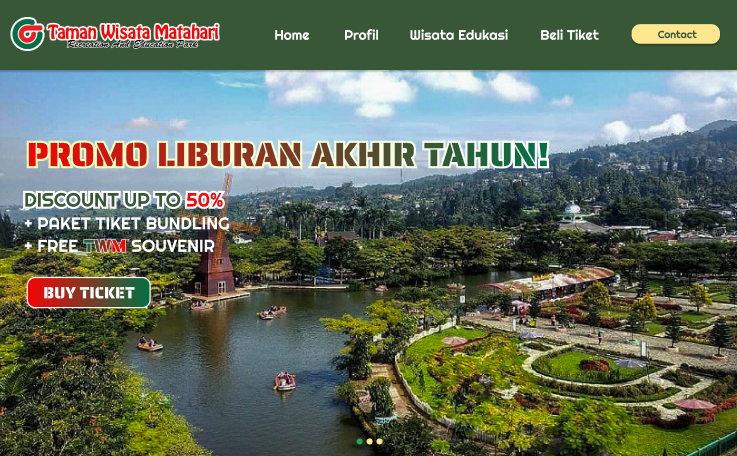 Taman Wisata Matahari
Recreation And Education Park
Home
Profil
Wisata Edukasi
Beli Tiket
Contact
PROMO LIBURAN AKHIR TAHUN!
DISCOUNT UP TO 50%
+ PAKET TIKET BUNDLING
+ FREE TWM SOUVENIR
BUY TICKET